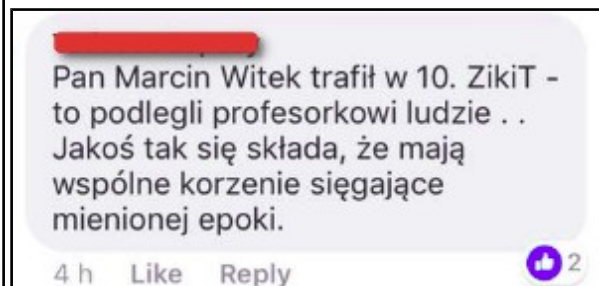 Pan Marcin Witek trafił w 10. ZikiT -
to podlegli profesorkowi ludzie . .
Jakoś tak się składa, że mają
wspólne korzenie sięgające
mienionej epoki.
4 h Like Reply 2